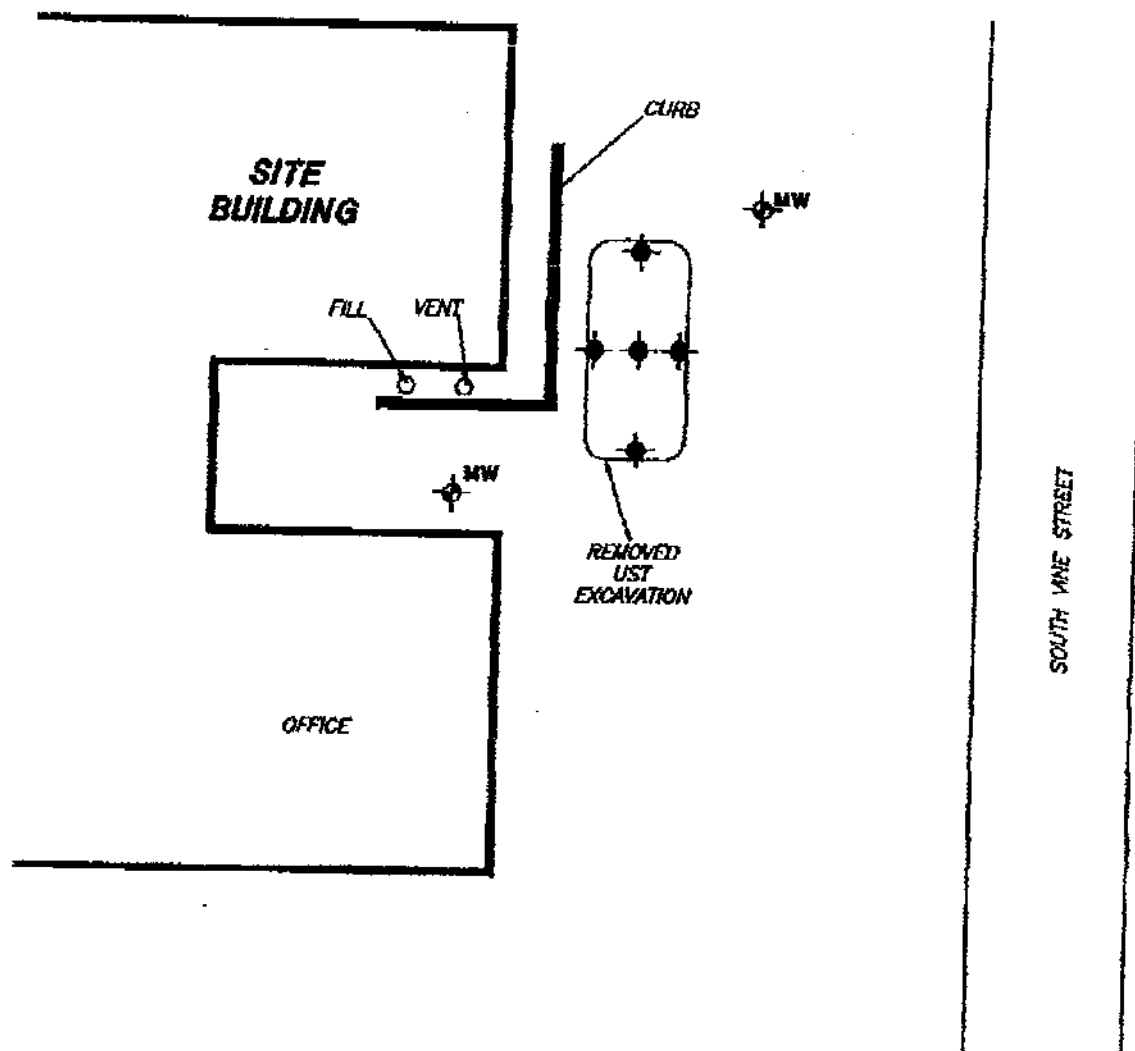 CURB
SITE
BUILDING
MW
FILL
VENT
MW
REMOVED
UST
EXCAVATION
SOUTH VINE STREET
OFFICE